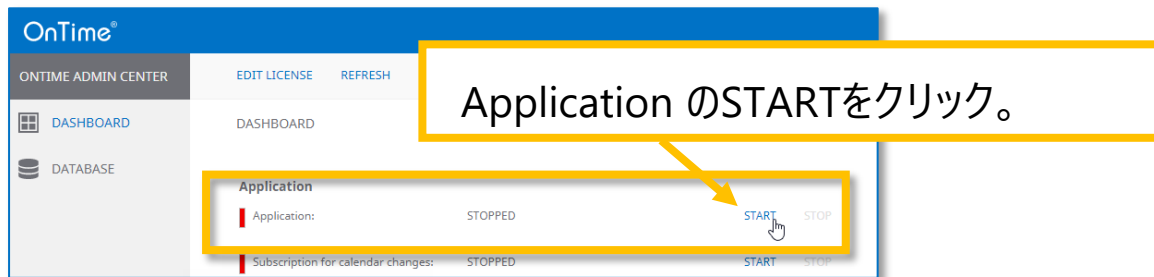 OnTime®
ONTIME ADMIN CENTER EDIT LICENSE REFRESH
Application のSTARTをクリック。
DASHBOARD DASHBOARD
DATABASE
Application
Application: STOPPED START STOP
Subscription for calendar changes: STOPPED START STOP